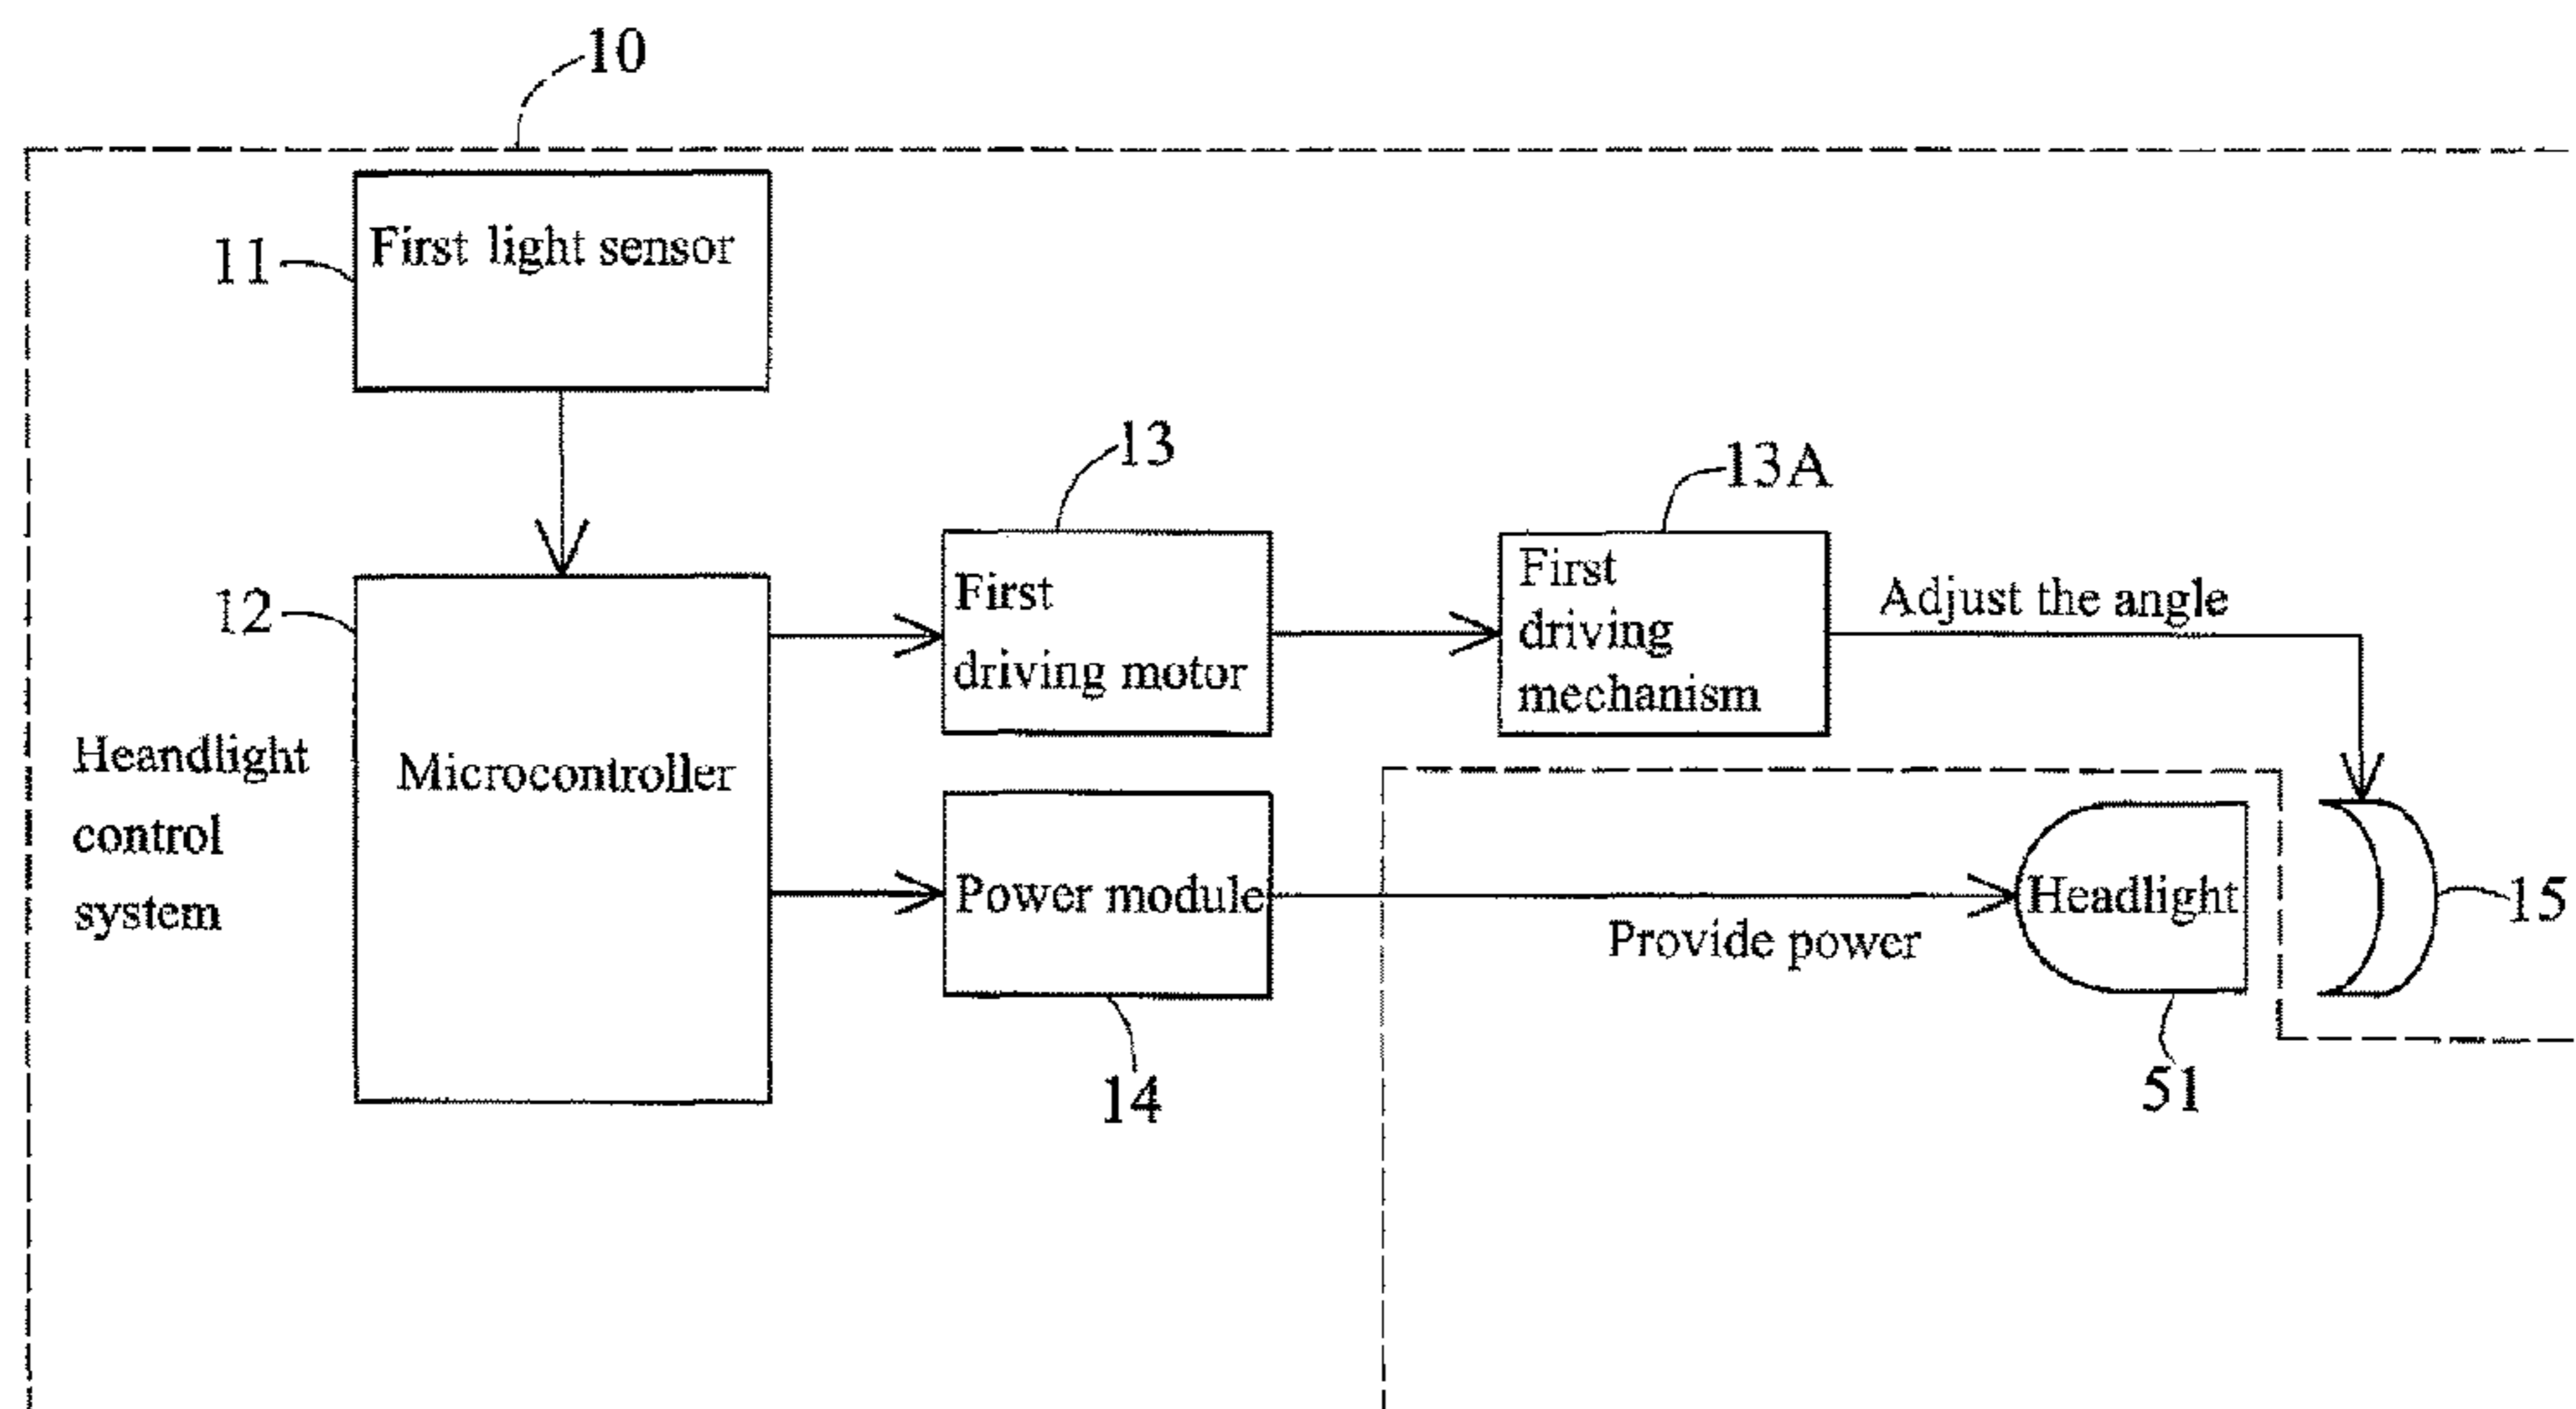 10
11
First light sensor
13
13A
12
First
driving motor
First
driving
mechanism
Adjust the angle
Heandlight
control
system
Microcontroller
Power module
Provide power
Headlight
15
14
51